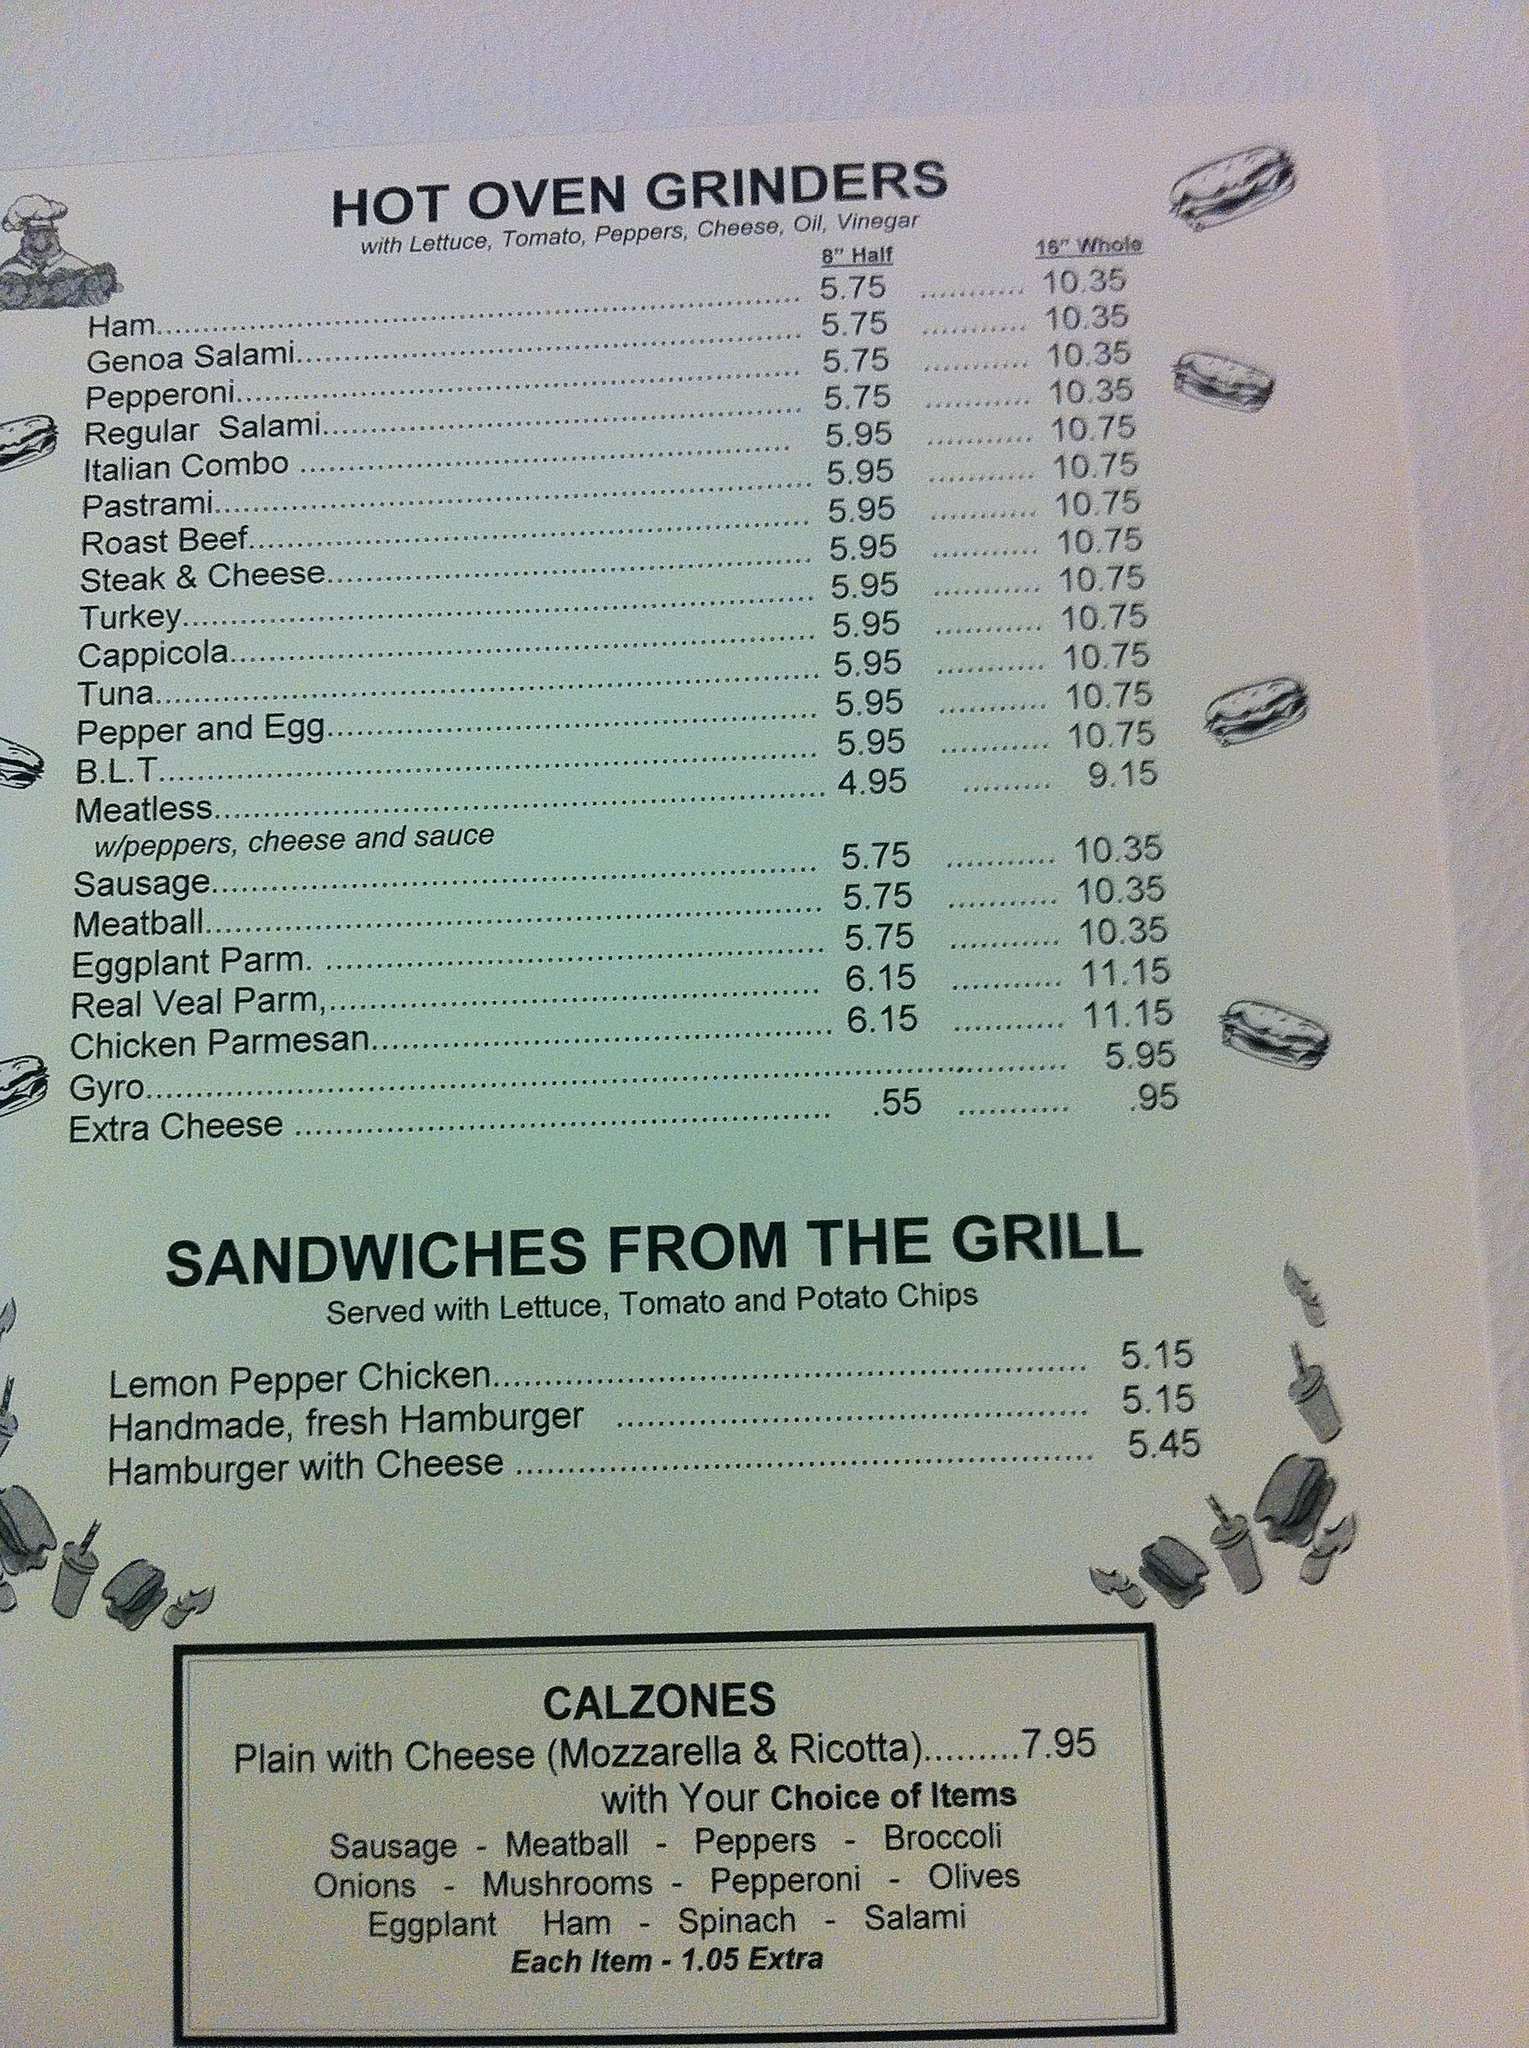 HOT OVEN GRINDERS
with Lettuce, Tomato, Peppers, Cheese, Oil, Vinegar
8" Half 16" Whole
Ham 5.75 10.35
Genoa Salami 5.75 10.35
Pepperoni 5.75 10.35
Regular Salami 5.75 10.35
Italian Combo 5.95 10.75
Pastrami 5.95 10.75
Roast Beef 5.95 10.75
Steak & Cheese 5.95 10.75
Turkey 5.95 10.75
Cappicola 5.95 10.75
Tuna 5.95 10.75
Pepper and Egg 5.95 10.75
B.L.T. 5.95 10.75
Meatless 4.95 9.15
w/peppers, cheese and sauce
Sausage 5.75 10.35
Meatball 5.75 10.35
Eggplant Parm. 5.75 10.35
Real Veal Parm, 6.15 11.15
Chicken Parmesan 6.15 11.15
Gyro 5.95
Extra Cheese .55 .95
SANDWICHES FROM THE GRILL
Served with Lettuce, Tomato and Potato Chips
Lemon Pepper Chicken 5.15
Handmade, fresh Hamburger 5.15
Hamburger with Cheese 5.45
CALZONES
Plain with Cheese (Mozzarella & Ricotta).........7.95
with Your Choice of Items
Sausage - Meatball - Peppers - Broccoli
Onions - Mushrooms - Pepperoni - Olives
Eggplant Ham - Spinach - Salami
Each Item - 1.05 Extra